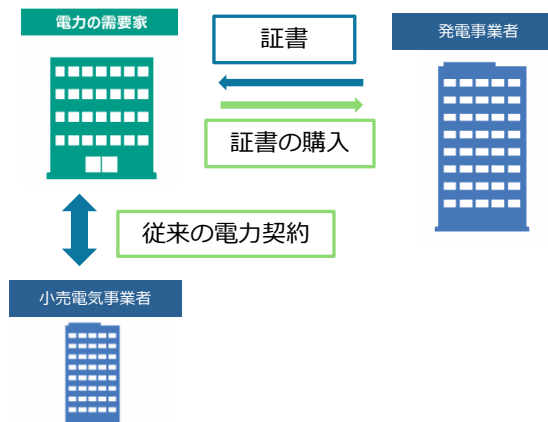 電力の需要家
証書
発電事業者
証書の購入
従来の電力契約
小売電気事業者